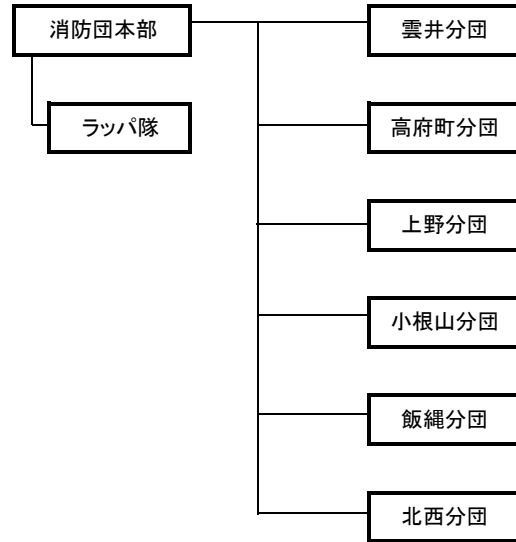 消防団本部
ラッパ隊
雲井分団
高府町分団
上野分団
小根山分団
飯縄分団
北西分団